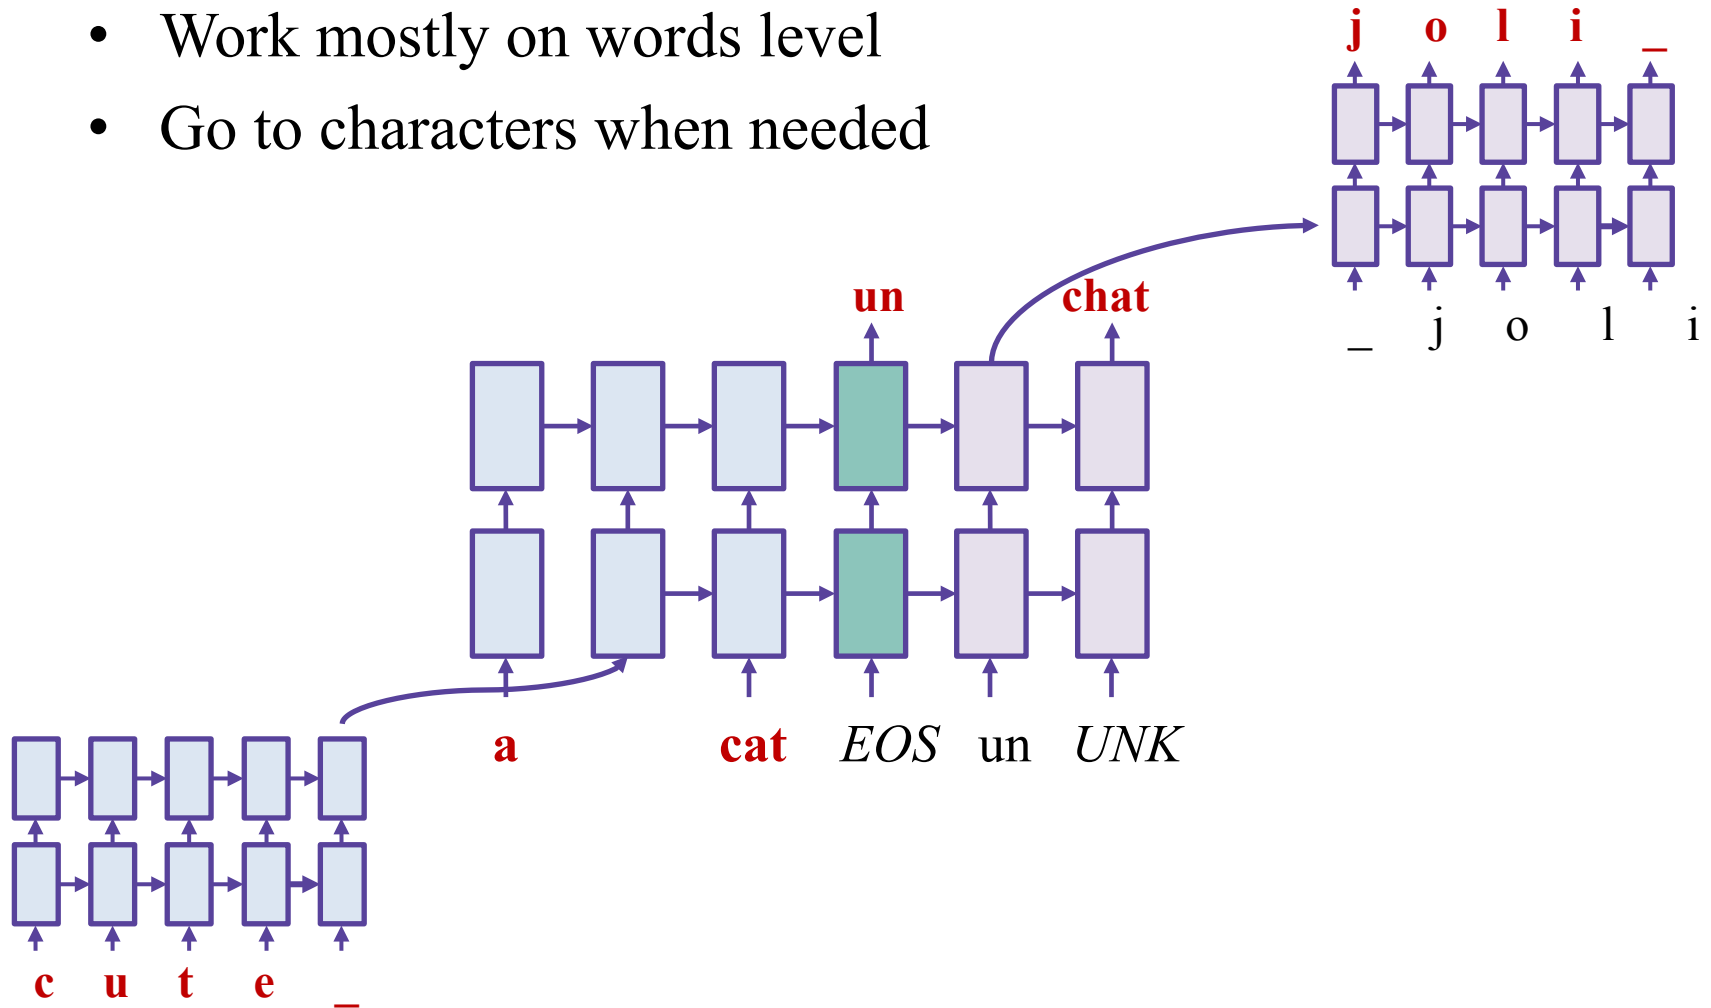 • Work mostly on words level
• Go to characters when needed
j o l i _
_ j o l i
un chat
a cat EOS un UNK
c u t e _